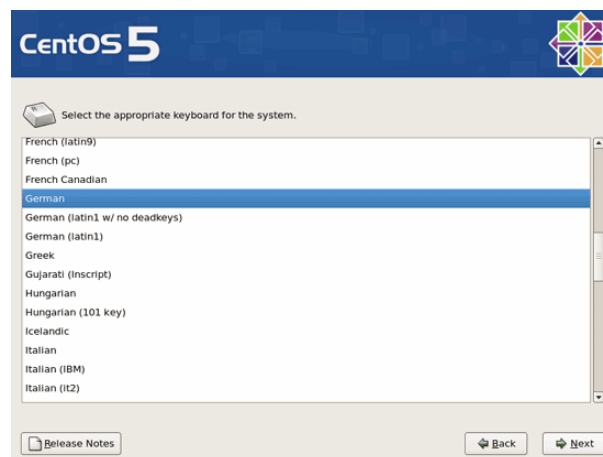 CentOS 5
Select the appropriate keyboard for the system.
French (latin9)
French (pc)
French Canadian
German
German (latin1 w/ no deadkeys)
German (latin1)
Greek
Gujarati (Inscript)
Hungarian
Hungarian (101 key)
Icelandic
Italian
Italian (IBM)
Italian (it2)
Release Notes
Back
Next